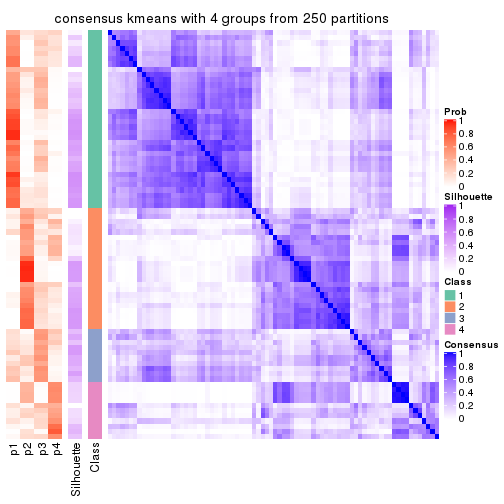 consensus kmeans with 4 groups from 250 partitions
Prob
1
0.8
0.6
0.4
0.2
0
Silhouette
1
0.8
0.6
0.4
0.2
0
Class
1
2
3
4
Consensus
1
0.8
0.6
0.4
0.2
0
p1
p2
p3
p4
Silhouette
Class